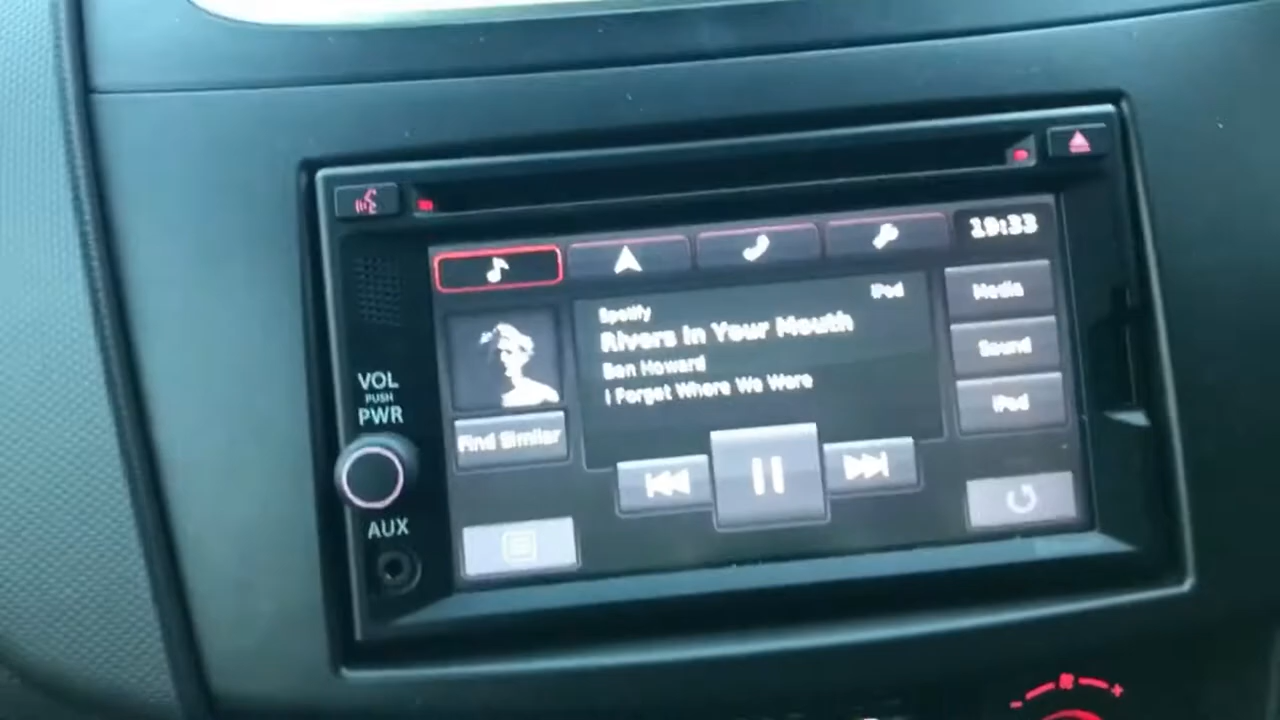 19:33
Spotify
iPod
Rivers In Your Mouth
Ben Howard
I Forget Where We Were
Media
Sound
iPod
Find Similar
VOL
PUSH
PWR
AUX